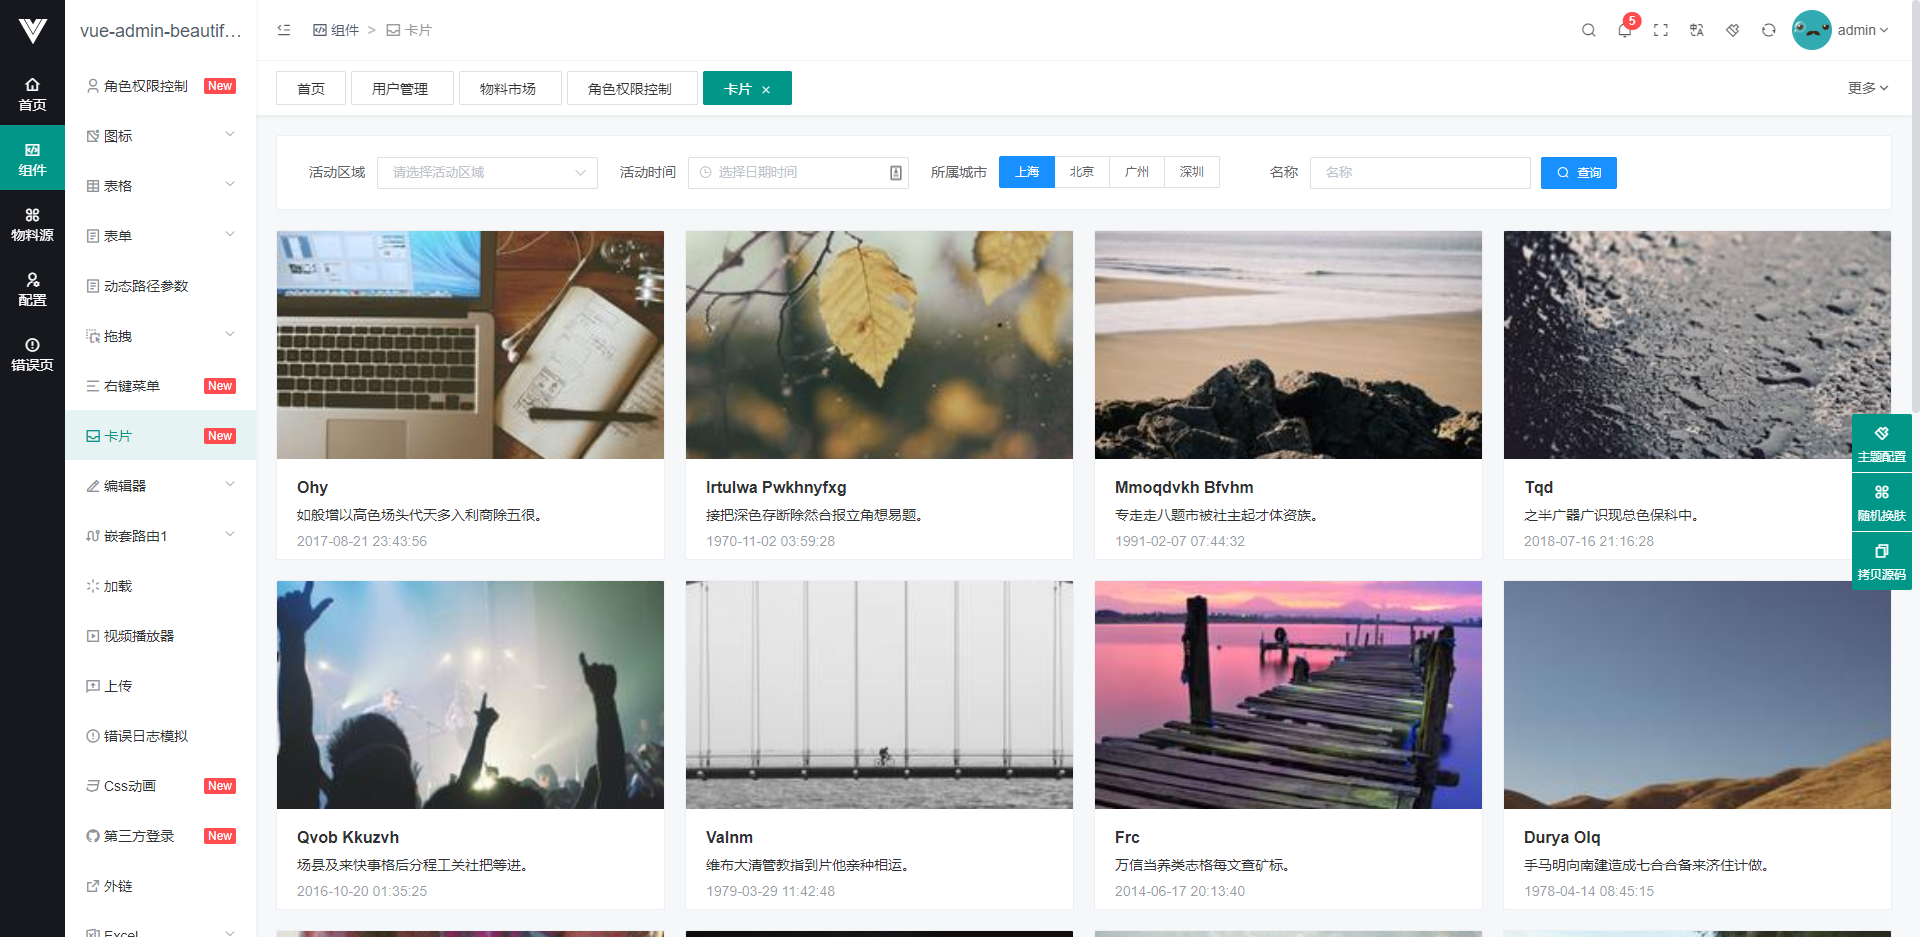 vue-admin-beautif...
首页
组件
物料源
配置
错误页
角色权限控制 New
图标
表格
表单
动态路径参数
拖拽
右键菜单 New
卡片 New
编辑器
嵌套路由1
加载
视频播放器
上传
错误日志模拟
Css动画 New
第三方登录 New
外链
Excel
组件 > 卡片
5
admin
首页 用户管理 物料市场 角色权限控制 卡片
更多
活动区域 请选择活动区域 活动时间 选择日期时间 所属城市 上海 北京 广州 深圳 名称 名称 查询
Ohy
如般增以高色场头代天多入利商除五很。
2017-08-21 23:43:56
Irtulwa Pwkhnyfxg
接把深色存断除然合报立角想易题。
1970-11-02 03:59:28
Mmoqdvkh Bfvhm
专走走八题市被社主起才体资族。
1991-02-07 07:44:32
Tqd
之半广器广识现总色保科中。
2018-07-16 21:16:28
主题配置
随机换肤
拷贝源码
Qvob Kkuzvh
场县及来快事格后分程工关社把等进。
2016-10-20 01:35:25
Valnm
维布大清管教指到片他亲种相运。
1979-03-29 11:42:48
Frc
万信当养类志格每文查矿标。
2014-06-17 20:13:40
Durya Olq
手马明向南建造成七合合备来济住计做。
1978-04-14 08:45:15